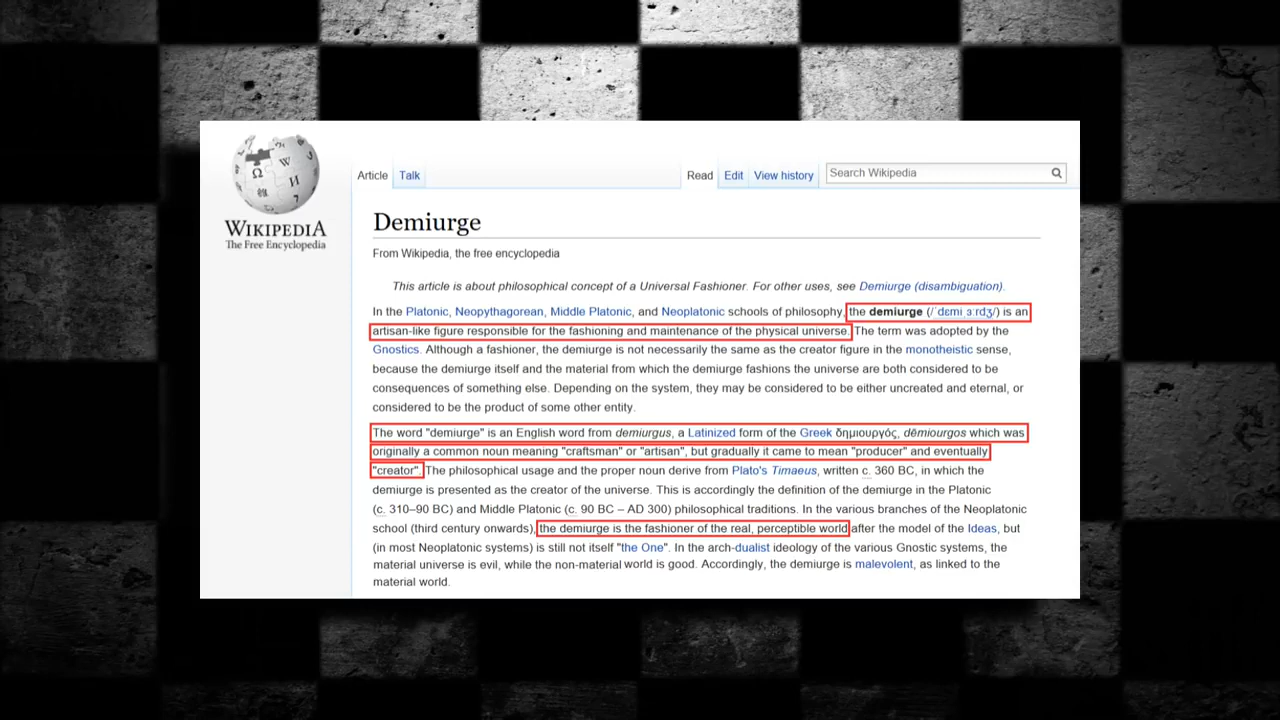 Article Talk Read Edit View history Search Wikipedia
WIKIPEDIA
The Free Encyclopedia
Demiurge
From Wikipedia, the free encyclopedia
This article is about philosophical concept of a Universal Fashioner. For other uses, see Demiurge (disambiguation).
In the Platonic, Neopythagorean, Middle Platonic, and Neoplatonic schools of philosophy, the demiurge (/ˈdɛmiˌɜːrdʒ/) is an
artisan-like figure responsible for the fashioning and maintenance of the physical universe. The term was adopted by the
Gnostics. Although a fashioner, the demiurge is not necessarily the same as the creator figure in the monotheistic sense,
because the demiurge itself and the material from which the demiurge fashions the universe are both considered to be
consequences of something else. Depending on the system, they may be considered to be either uncreated and eternal, or
considered to be the product of some other entity.
The word "demiurge" is an English word from demiurgus, a Latinized form of the Greek δημιουργός, dēmiourgos which was
originally a common noun meaning "craftsman" or "artisan", but gradually it came to mean "producer" and eventually
"creator". The philosophical usage and the proper noun derive from Plato's Timaeus, written c. 360 BC, in which the
demiurge is presented as the creator of the universe. This is accordingly the definition of the demiurge in the Platonic
(c. 310–90 BC) and Middle Platonic (c. 90 BC – AD 300) philosophical traditions. In the various branches of the Neoplatonic
school (third century onwards), the demiurge is the fashioner of the real, perceptible world after the model of the Ideas, but
(in most Neoplatonic systems) is still not itself "the One". In the arch-dualist ideology of the various Gnostic systems, the
material universe is evil, while the non-material world is good. Accordingly, the demiurge is malevolent, as linked to the
material world.